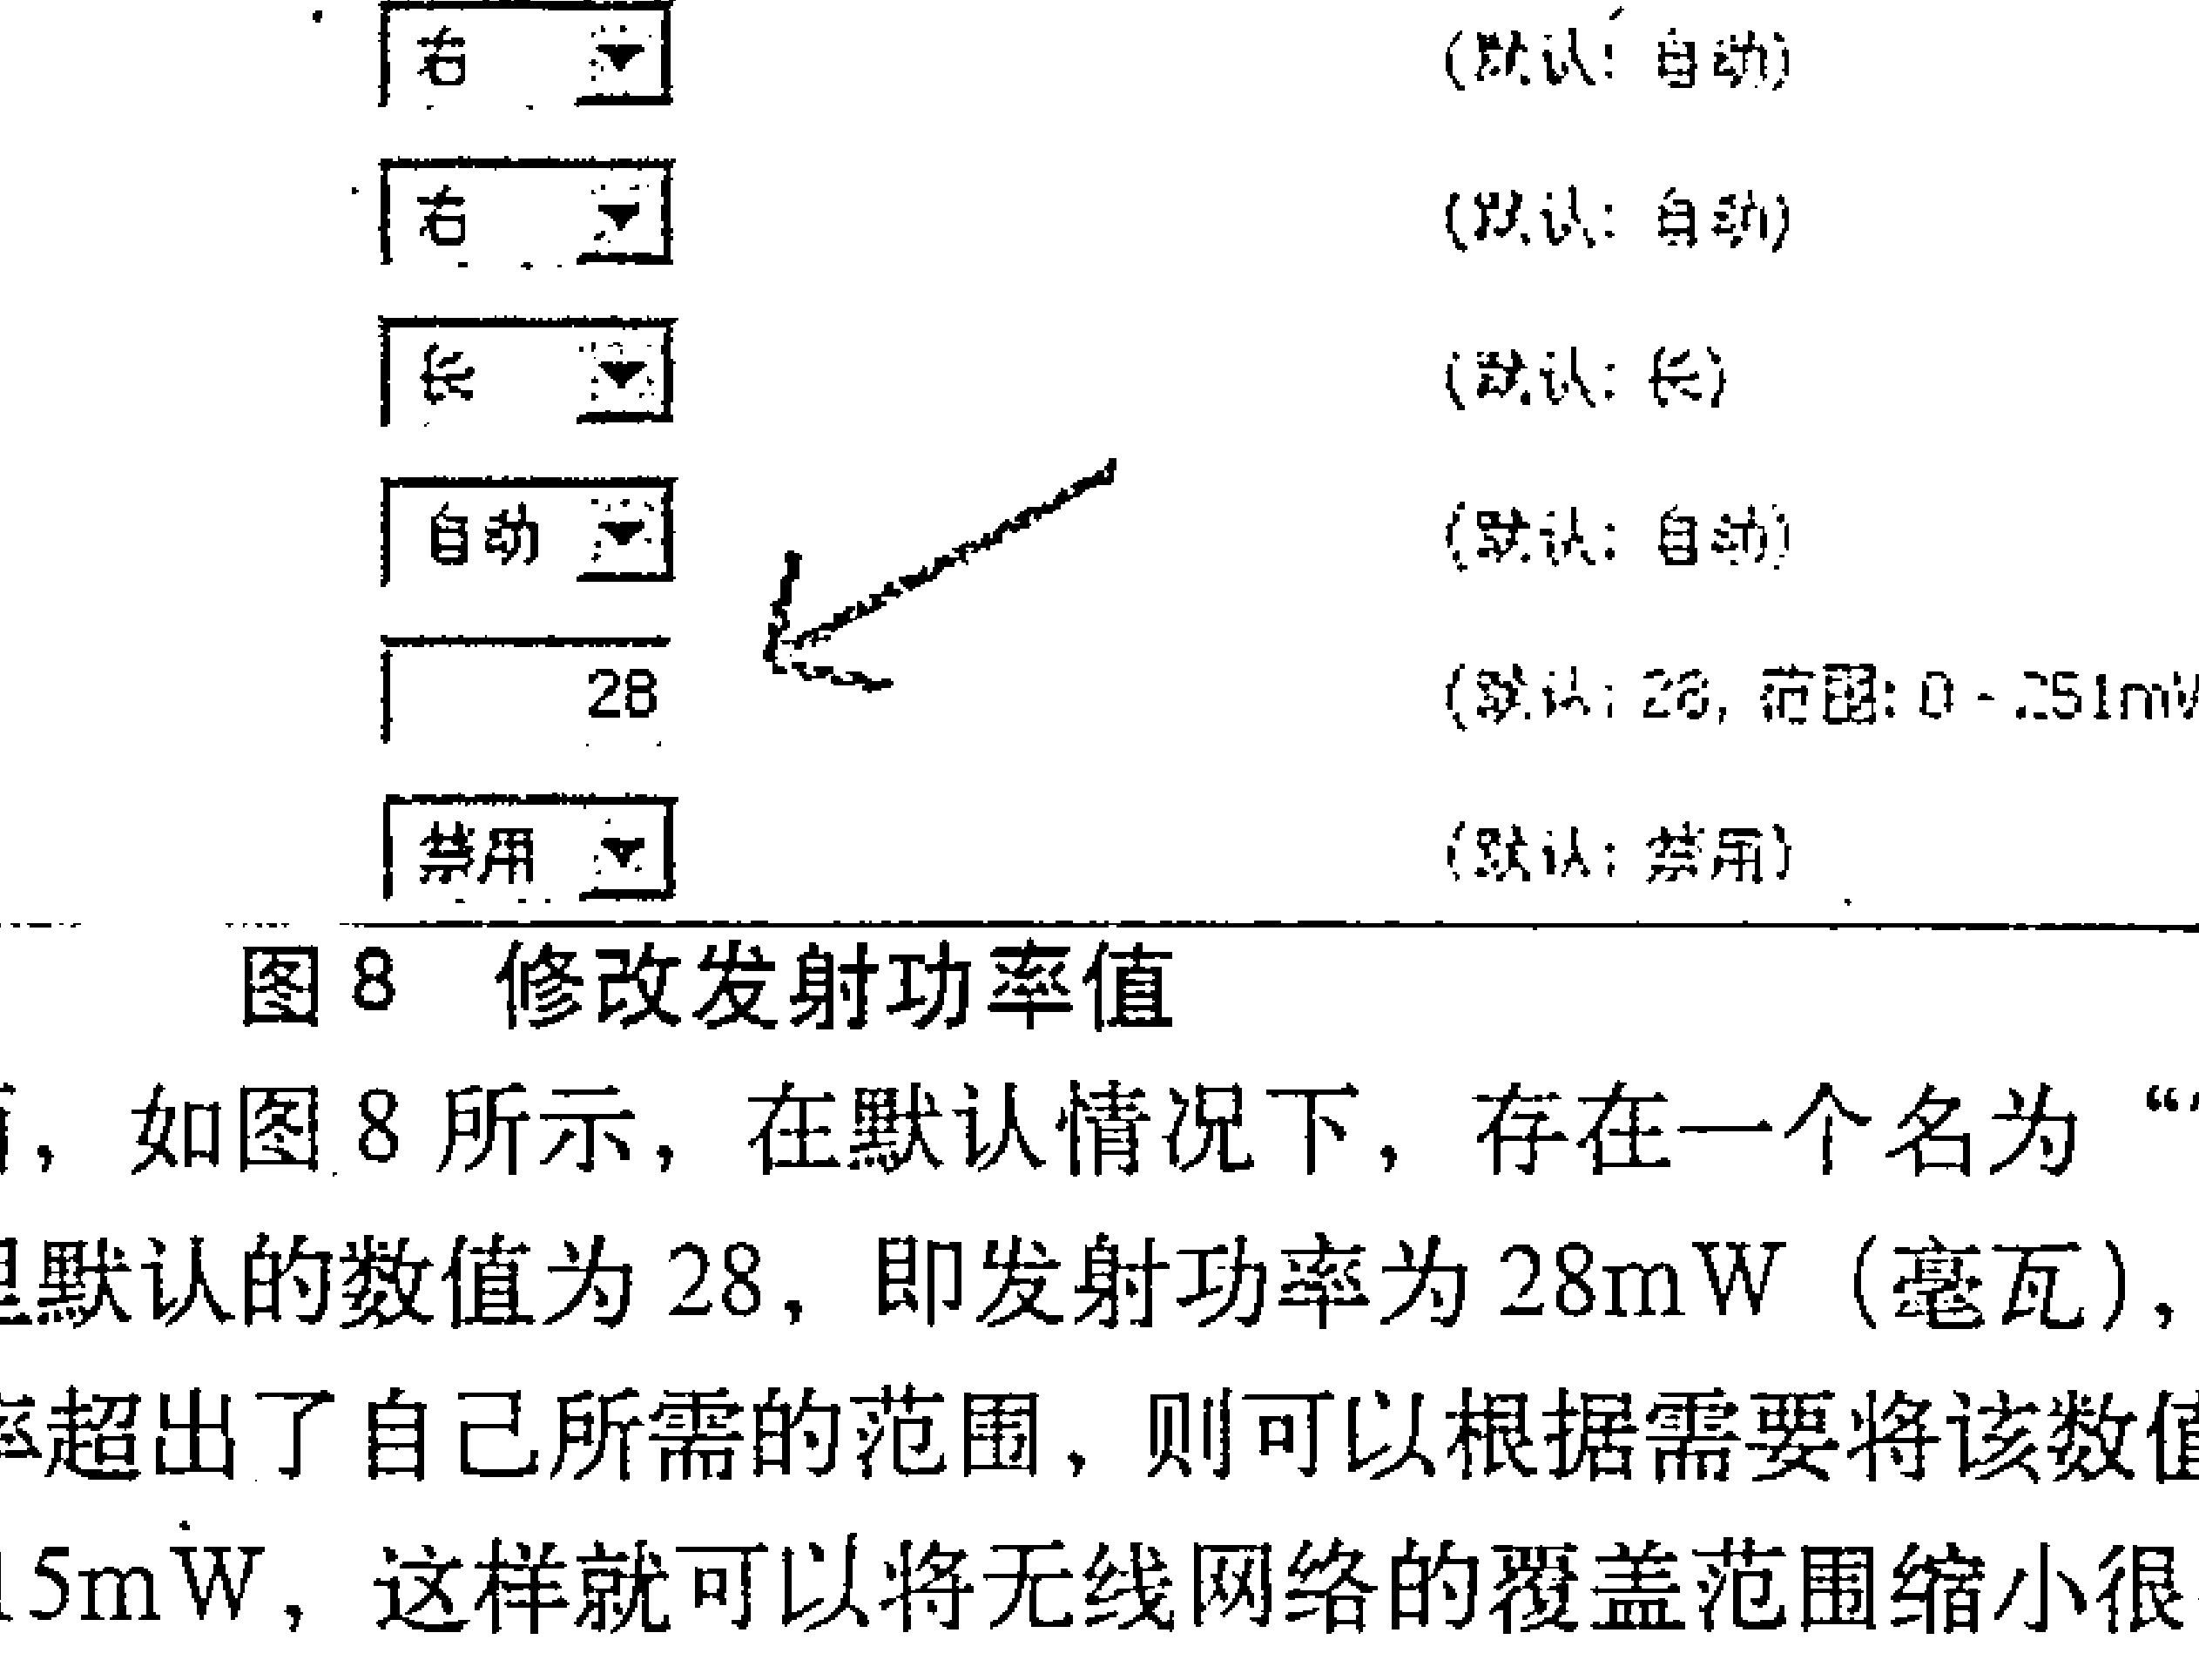 右 (默认: 自动)
右 (默认: 自动)
长 (默认: 长)
自动 (默认: 自动)
28 (默认: 28, 范围: 0 - 251mW
禁用 (默认: 禁用)
图8 修改发射功率值
，如图 8 所示，在默认情况下，存在一个名为“
默认的数值为 28，即发射功率为 28mW（毫瓦），
率超出了自己所需的范围，则可以根据需要将该数值
15mW，这样就可以将无线网络的覆盖范围缩小很